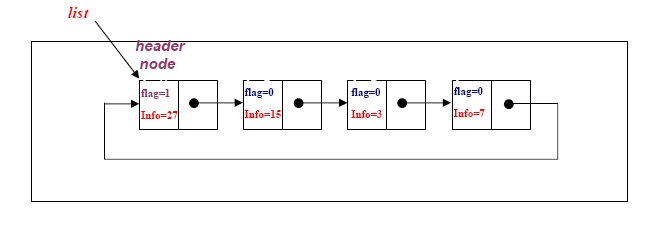 list
header
node
flag=1
Info=27
flag=0
Info=15
flag=0
Info=3
flag=0
Info=7